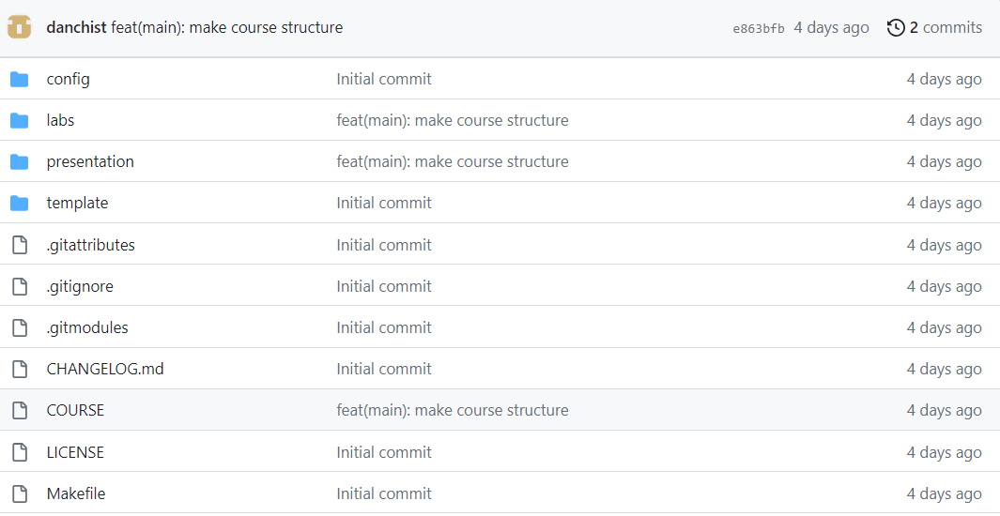 danchist feat(main): make course structure e863bfb 4 days ago 2 commits
config Initial commit 4 days ago
labs feat(main): make course structure 4 days ago
presentation feat(main): make course structure 4 days ago
template Initial commit 4 days ago
.gitattributes Initial commit 4 days ago
.gitignore Initial commit 4 days ago
.gitmodules Initial commit 4 days ago
CHANGELOG.md Initial commit 4 days ago
COURSE feat(main): make course structure 4 days ago
LICENSE Initial commit 4 days ago
Makefile Initial commit 4 days ago